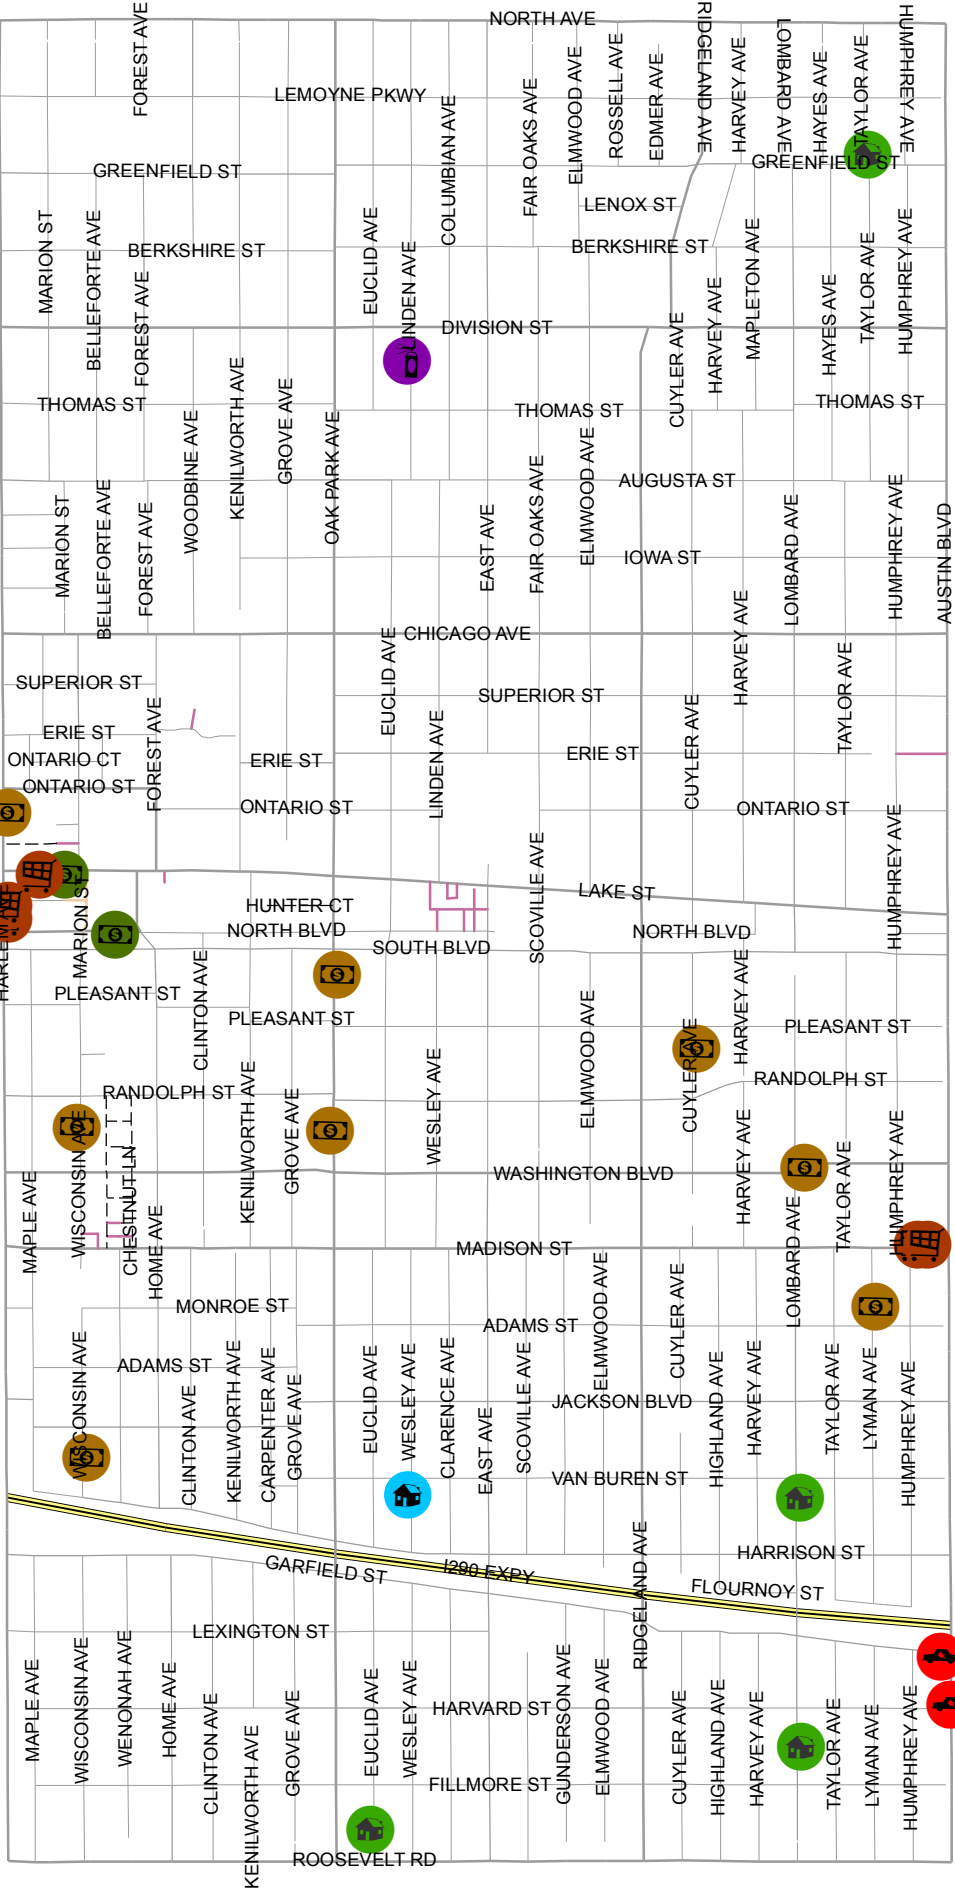 NORTH AVE
FOREST AVE
RIDGELAND AVE
HUMPHREY AVE
LOMBARD AVE
ROSSELL AVE
TAYLOR AVE
HARVEY AVE
ELMWOOD AVE
EDMER AVE
HAYES AVE
FAIR OAKS AVE
LEMOYNE PKWY
COLUMBIAN AVE
GREENFIELD ST
GREENFIELD ST
LENOX ST
MARION ST
BELLEFORTE AVE
BERKSHIRE ST
EUCLID AVE
LINDEN AVE
BERKSHIRE ST
MAPLETON AVE
TAYLOR AVE
HUMPHREY AVE
FOREST AVE
HARVEY AVE
HAYES AVE
CUYLER AVE
DIVISION ST
THOMAS ST
THOMAS ST
THOMAS ST
WOODBINE AVE
KENILWORTH AVE
GROVE AVE
OAK PARK AVE
ELMWOOD AVE
FAIR OAKS AVE
AUGUSTA ST
MARION ST
BELLEFORTE AVE
FOREST AVE
EAST AVE
IOWA ST
LOMBARD AVE
HUMPHREY AVE
AUSTIN BLVD
CHICAGO AVE
EUCLID AVE
HARVEY AVE
TAYLOR AVE
SUPERIOR ST
SUPERIOR ST
FOREST AVE
LINDEN AVE
CUYLER AVE
ERIE ST
ERIE ST
ERIE ST
ONTARIO CT
ONTARIO ST
ONTARIO ST
ONTARIO ST
SCOVILLE AVE
HUMPHREY AVE
MARION ST
LAKE ST
HUNTER CT
NORTH BLVD
NORTH BLVD
SOUTH BLVD
HARLEM AVE
CLINTON AVE
HARVEY AVE
PLEASANT ST
PLEASANT ST
PLEASANT ST
ELMWOOD AVE
CUYLER AVE
WESLEY AVE
KENILWORTH AVE
GROVE AVE
RANDOLPH ST
RANDOLPH ST
WISCONSIN AVE
HARVEY AVE
HUMPHREY AVE
TAYLOR AVE
MAPLE AVE
CHESTNUT LN
HOME AVE
WASHINGTON BLVD
LOMBARD AVE
MADISON ST
ELMWOOD AVE
CUYLER AVE
MONROE ST
ADAMS ST
ADAMS ST
WISCONSIN AVE
CLINTON AVE
KENILWORTH AVE
CARPENTER AVE
GROVE AVE
EUCLID AVE
WESLEY AVE
CLARENCE AVE
EAST AVE
SCOVILLE AVE
HIGHLAND AVE
HARVEY AVE
TAYLOR AVE
LYMAN AVE
HUMPHREY AVE
JACKSON BLVD
VAN BUREN ST
HARRISON ST
GARFIELD ST
I290 EXPY
RIDGELAND AVE
FLOURNOY ST
LEXINGTON ST
MAPLE AVE
WISCONSIN AVE
WENONAH AVE
HOME AVE
CLINTON AVE
KENILWORTH AVE
GROVE AVE
EUCLID AVE
WESLEY AVE
HARVARD ST
GUNDERSON AVE
ELMWOOD AVE
CUYLER AVE
HIGHLAND AVE
HARVEY AVE
TAYLOR AVE
LYMAN AVE
HUMPHREY AVE
FILLMORE ST
ROOSEVELT RD